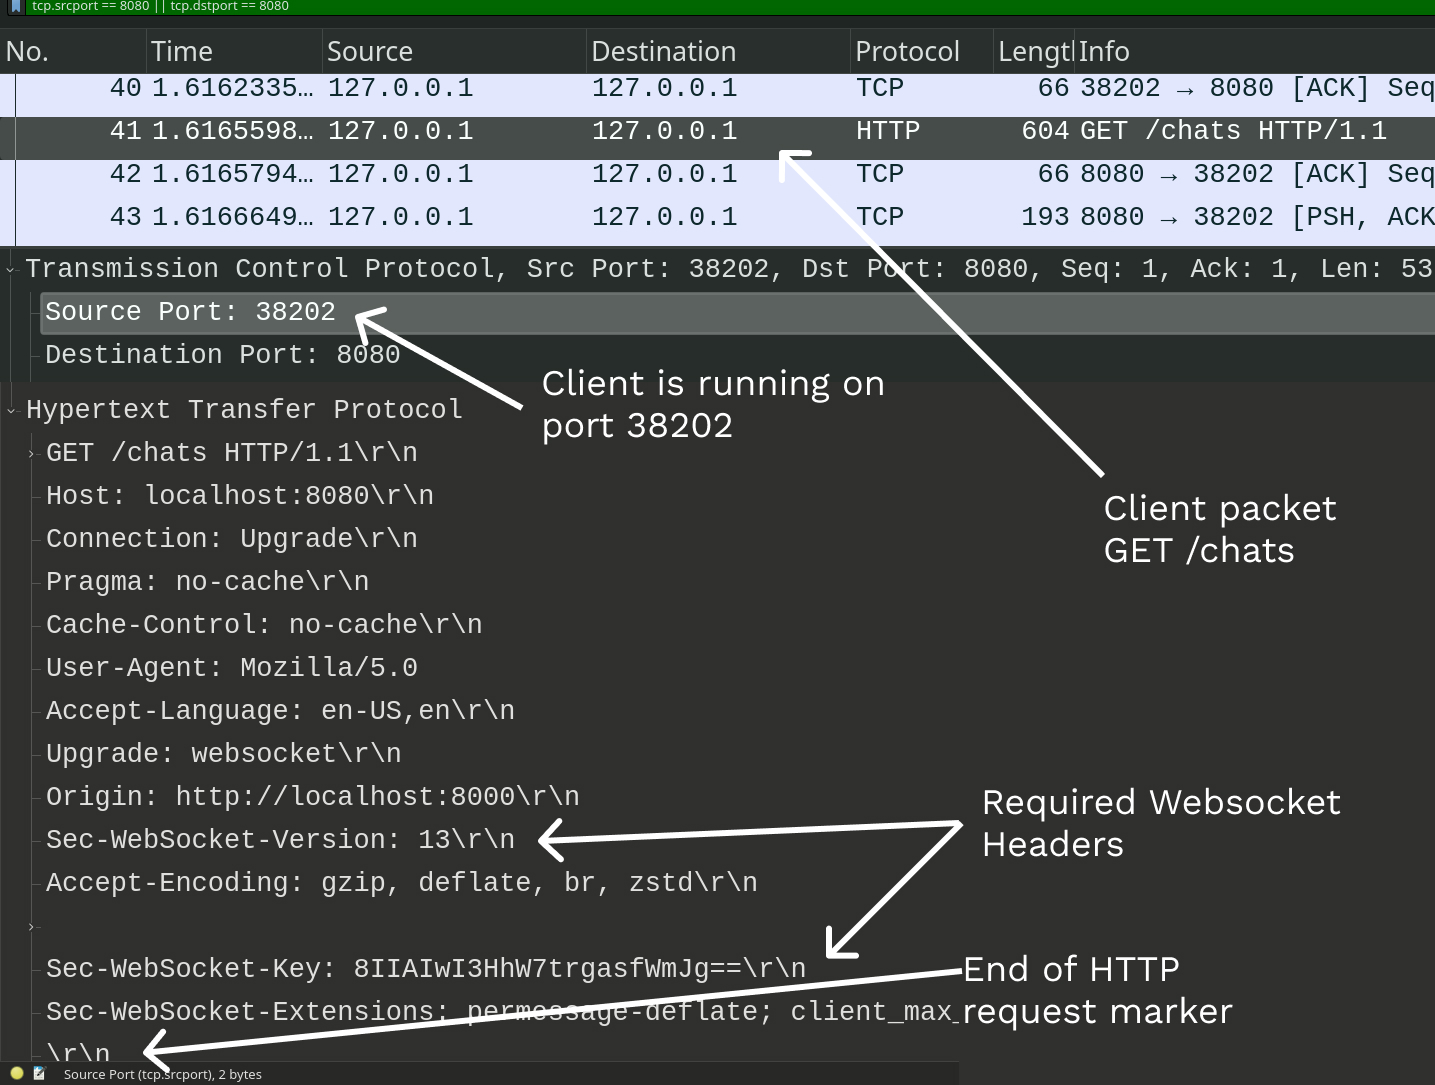 tcp.srcport == 8080 || tcp.dstport == 8080
No. Time Source Destination Protocol Lengtl Info
40 1.6162335… 127.0.0.1 127.0.0.1 TCP 66 38202 → 8080 [ACK] Seq
41 1.6165598… 127.0.0.1 127.0.0.1 HTTP 604 GET /chats HTTP/1.1
42 1.6165794… 127.0.0.1 127.0.0.1 TCP 66 8080 → 38202 [ACK] Seq
43 1.6166649… 127.0.0.1 127.0.0.1 TCP 193 8080 → 38202 [PSH, ACK
Transmission Control Protocol, Src Port: 38202, Dst Port: 8080, Seq: 1, Ack: 1, Len: 53
Source Port: 38202
Destination Port: 8080
Client is running on
port 38202
Hypertext Transfer Protocol
GET /chats HTTP/1.1\r\n
Host: localhost:8080\r\n
Client packet
GET /chats
Connection: Upgrade\r\n
Pragma: no-cache\r\n
Cache-Control: no-cache\r\n
User-Agent: Mozilla/5.0
Accept-Language: en-US,en\r\n
Upgrade: websocket\r\n
Origin: http://localhost:8000\r\n
Required Websocket
Headers
Sec-WebSocket-Version: 13\r\n
Accept-Encoding: gzip, deflate, br, zstd\r\n
Sec-WebSocket-Key: 8IIAIwI3HhW7trgasfWmJg==\r\n
Sec-WebSocket-Extensions: permessage-deflate; client_max_
End of HTTP
request marker
\r\n
Source Port (tcp.srcport), 2 bytes